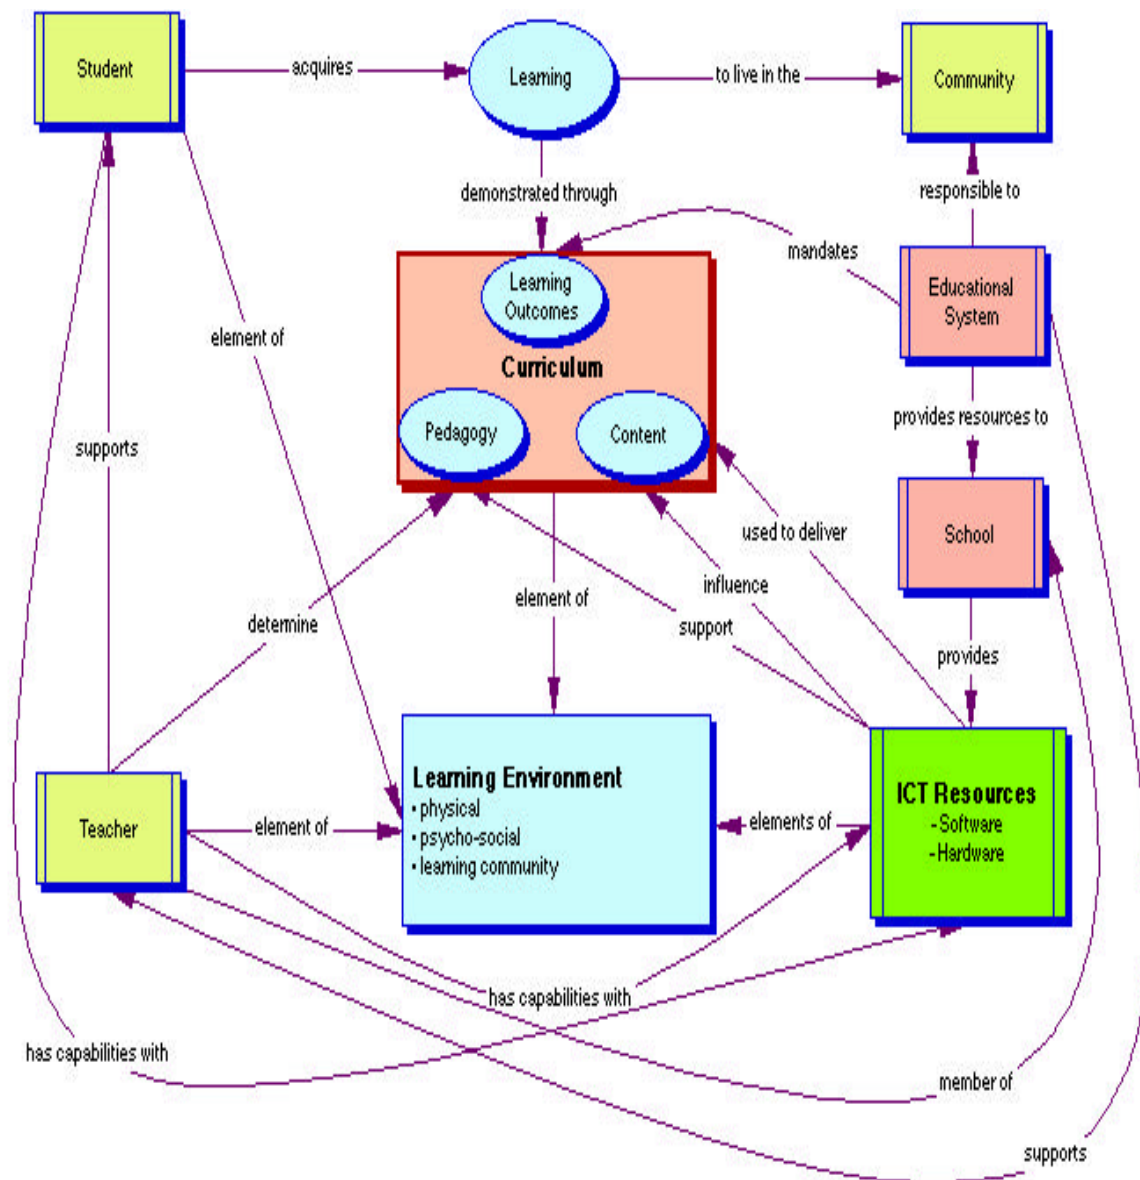 Student
acquires
Learning
to live in the
Community
demonstrated through
responsible to
mandates
Learning
Outcomes
Educational
System
element of
Curriculum
provides resources to
Pedagogy
Content
supports
used to deliver
School
influence
element of
determine
support
provides
Learning Environment
• physical
• psycho-social
• learning community
ICT Resources
-Software
-Hardware
Teacher
element of
elements of
has capabilities with
has capabilities with
member of
supports